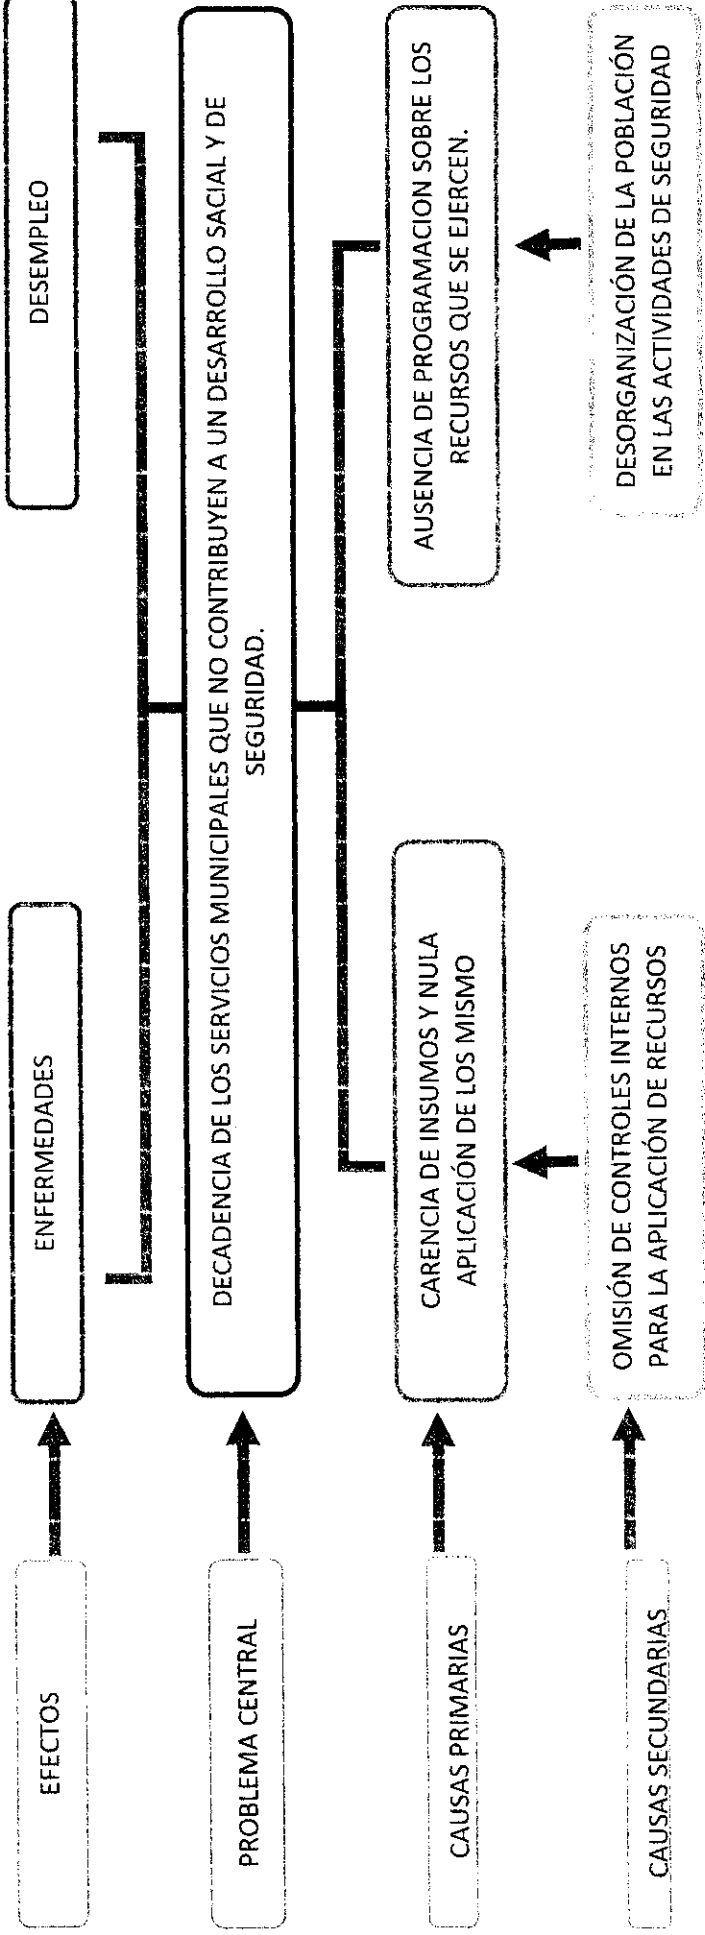 EFECTOS
ENFERMEDADES
DESEMPLEO
PROBLEMA CENTRAL
DECADENCIA DE LOS SERVICIOS MUNICIPALES QUE NO CONTRIBUYEN A UN DESARROLLO SACIAL Y DE
SEGURIDAD.
CAUSAS PRIMARIAS
CARENCIA DE INSUMOS Y NULA
APLICACIÓN DE LOS MISMO
AUSENCIA DE PROGRAMACION SOBRE LOS
RECURSOS QUE SE EJERCEN.
CAUSAS SECUNDARIAS
OMISIÓN DE CONTROLES INTERNOS
PARA LA APLICACIÓN DE RECURSOS
DESORGANIZACIÓN DE LA POBLACIÓN
EN LAS ACTIVIDADES DE SEGURIDAD